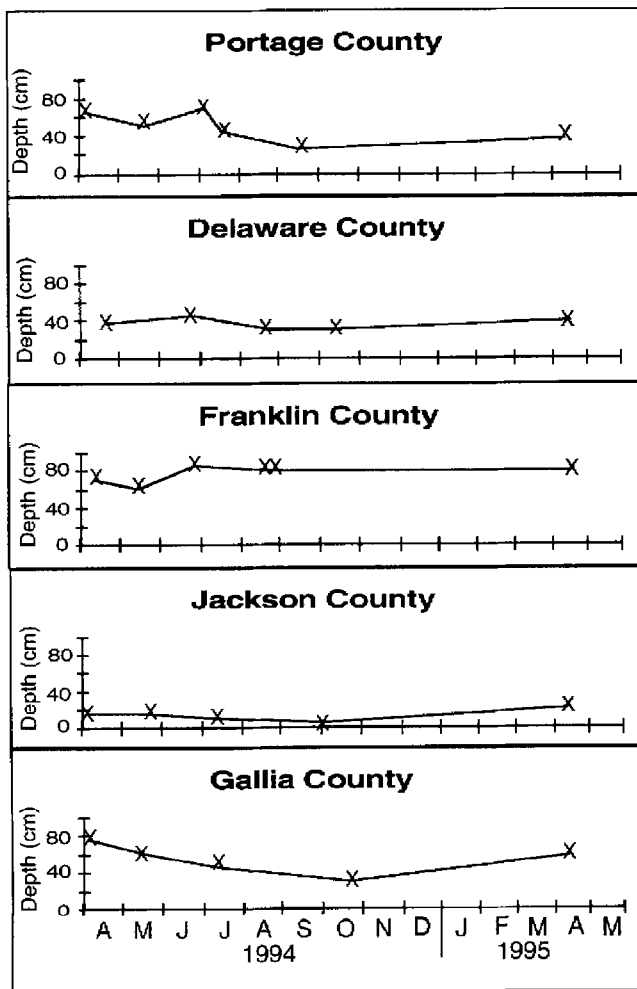 Portage County
Depth (cm)
80
40
0
Delaware County
Depth (cm)
80
40
0
Franklin County
Depth (cm)
80
40
0
Jackson County
Depth (cm)
80
40
0
Gallia County
Depth (cm)
80
40
0
A M J J A S O N D J F M A M
1994 1995